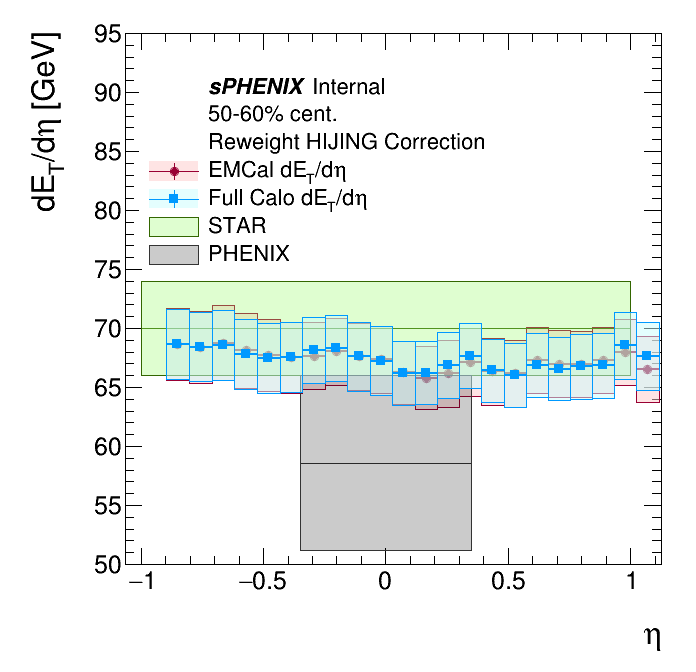 dE_T/dη [GeV]
95
90
85
80
75
70
65
60
55
50
sPHENIX Internal
50-60% cent.
Reweight HIJING Correction
EMCal dE_T/dη
Full Calo dE_T/dη
STAR
PHENIX
−1 −0.5 0 0.5 1
η